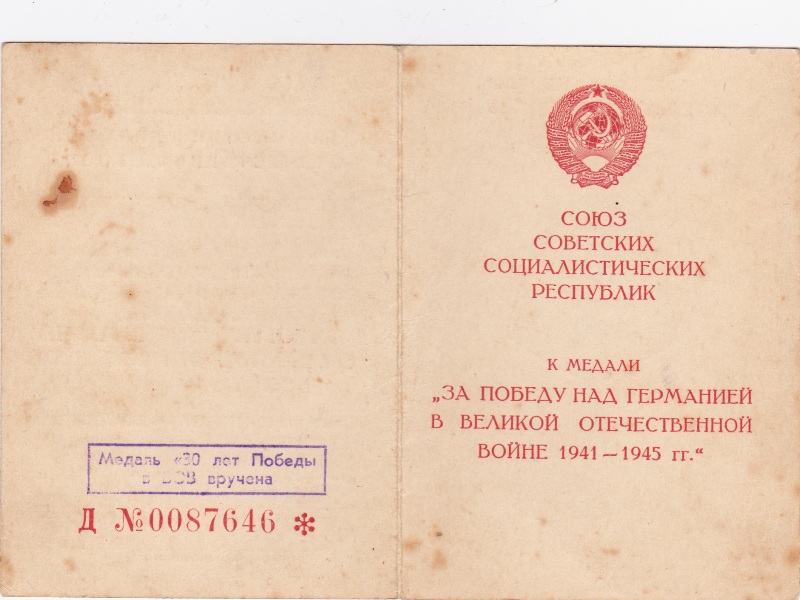 Медаль «30 лет Победы
в ВОВ вручена
Д №0087646 *
СОЮЗ
СОВЕТСКИХ
СОЦИАЛИСТИЧЕСКИХ
РЕСПУБЛИК
К МЕДАЛИ
„ЗА ПОБЕДУ НАД ГЕРМАНИЕЙ
В ВЕЛИКОЙ ОТЕЧЕСТВЕННОЙ
ВОЙНЕ 1941—1945 гг.“